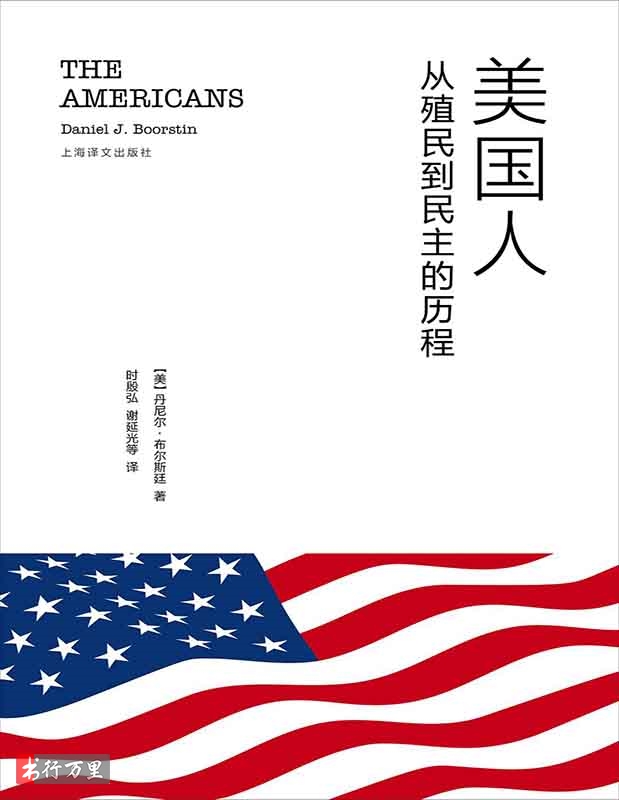 THE
AMERICANS
Daniel J. Boorstin
上海译文出版社
美国人
从殖民到民主的历程
【美】丹尼尔·布尔斯廷 著
时殷弘 谢延光等 译
书行万里